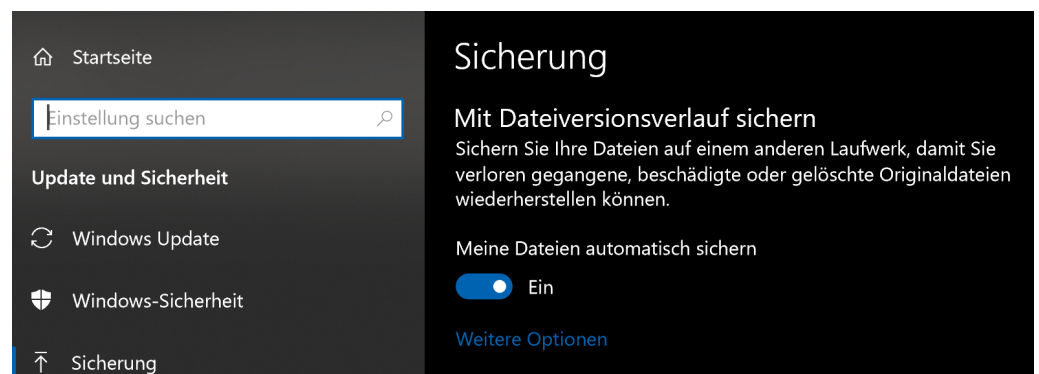 Startseite
Einstellung suchen
Update und Sicherheit
Windows Update
Windows-Sicherheit
Sicherung
Sicherung
Mit Dateiversionsverlauf sichern
Sichern Sie Ihre Dateien auf einem anderen Laufwerk, damit Sie
verloren gegangene, beschädigte oder gelöschte Originaldateien
wiederherstellen können.
Meine Dateien automatisch sichern
Ein
Weitere Optionen